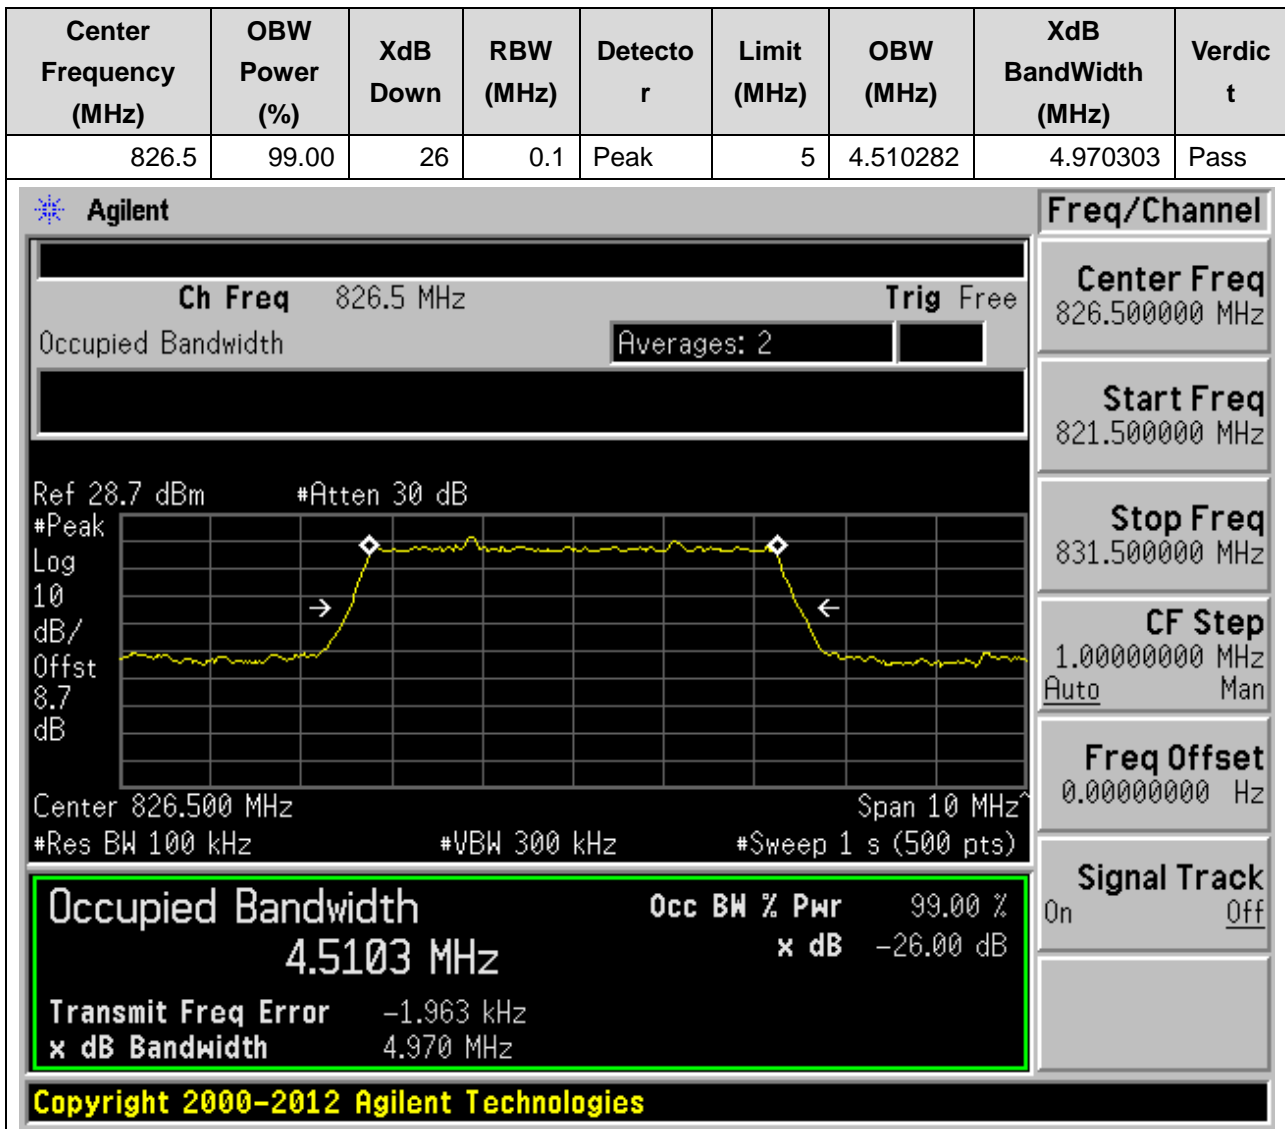 Center Frequency (MHz) OBW Power (%) XdB Down RBW (MHz) Detecto r Limit (MHz) OBW (MHz) XdB BandWidth (MHz) Verdic t
826.5 99.00 26 0.1 Peak 5 4.510282 4.970303 Pass
Agilent
Ch Freq 826.5 MHz Trig Free
Occupied Bandwidth Averages: 2
Ref 28.7 dBm #Atten 30 dB
#Peak
Log
10
dB/
Offst
8.7
dB
Center 826.500 MHz Span 10 MHz^
#Res BW 100 kHz #VBW 300 kHz #Sweep 1 s (500 pts)
Occupied Bandwidth Occ BW % Pwr 99.00 %
4.5103 MHz x dB -26.00 dB
Transmit Freq Error -1.963 kHz
x dB Bandwidth 4.970 MHz
Copyright 2000-2012 Agilent Technologies
Freq/Channel
Center Freq
826.500000 MHz
Start Freq
821.500000 MHz
Stop Freq
831.500000 MHz
CF Step
1.00000000 MHz
Auto Man
Freq Offset
0.00000000 Hz
Signal Track
On Off